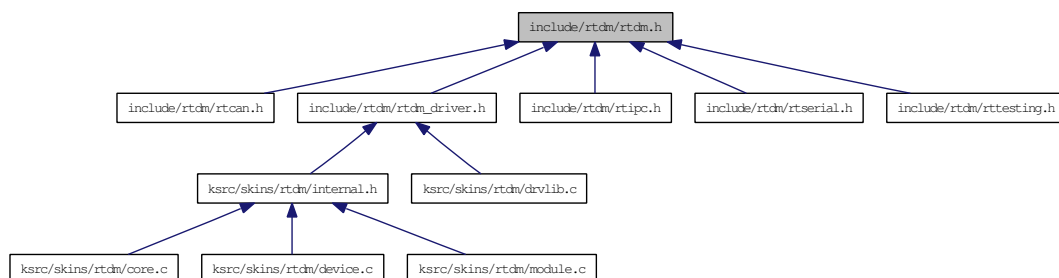 include/rtdm/rtdm.h
include/rtdm/rtcan.h
include/rtdm/rtdm_driver.h
include/rtdm/rtipc.h
include/rtdm/rtserial.h
include/rtdm/rttesting.h
ksrc/skins/rtdm/internal.h
ksrc/skins/rtdm/drvlib.c
ksrc/skins/rtdm/core.c
ksrc/skins/rtdm/device.c
ksrc/skins/rtdm/module.c